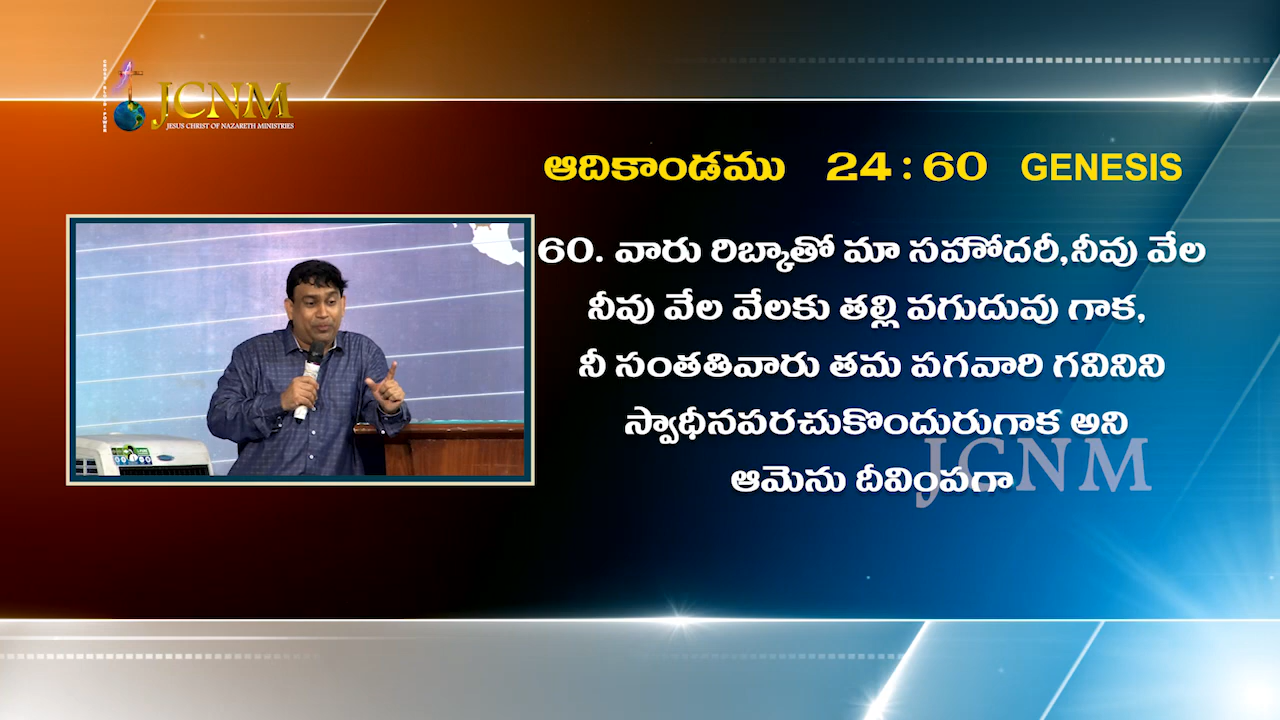 JCNM
JESUS CHRIST OF NAZARETH MINISTRIES
ఆదికాండము 24 : 60 GENESIS
60. వారు రిబ్కాతో మా సహోదరీ,నీవు వేల
నీవు వేల వేలకు తల్లి వగుదువు గాక,
నీ సంతతివారు తమ పగవారి గవినిని
స్వాధీనపరచుకొందురుగాక అని
ఆమెను దీవింపగా
JCNM